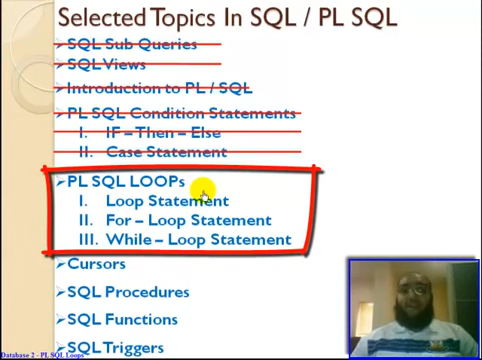 Selected Topics In SQL / PL SQL
SQL Sub Queries
SQL Views
Introduction to PL / SQL
PL SQL Condition Statements
I. IF – Then – Else
II. Case Statement
PL SQL LOOPs
I. Loop Statement
II. For – Loop Statement
III. While – Loop Statement
Cursors
SQL Procedures
SQL Functions
SQL Triggers
Database 2 - PL SQL Loops